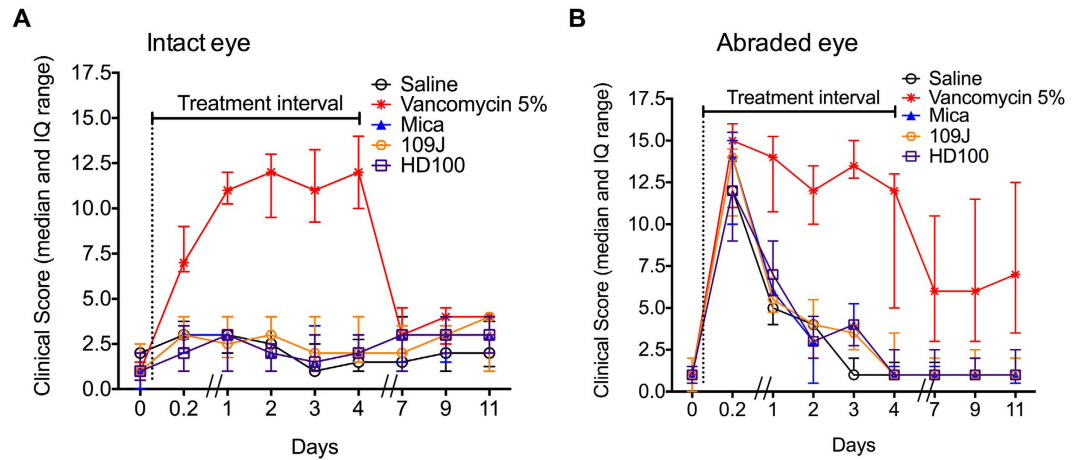 A
Intact eye
Clinical Score (median and IQ range)
17.5
15.0
12.5
10.0
7.5
5.0
2.5
0.0
Treatment interval
Saline
Vancomycin 5%
Mica
109J
HD100
0 0.2 1 2 3 4 7 9 11
Days
B
Abraded eye
Clinical Score (median and IQ range)
17.5
15.0
12.5
10.0
7.5
5.0
2.5
0.0
Treatment interval
Saline
Vancomycin 5%
Mica
109J
HD100
0 0.2 1 2 3 4 7 9 11
Days